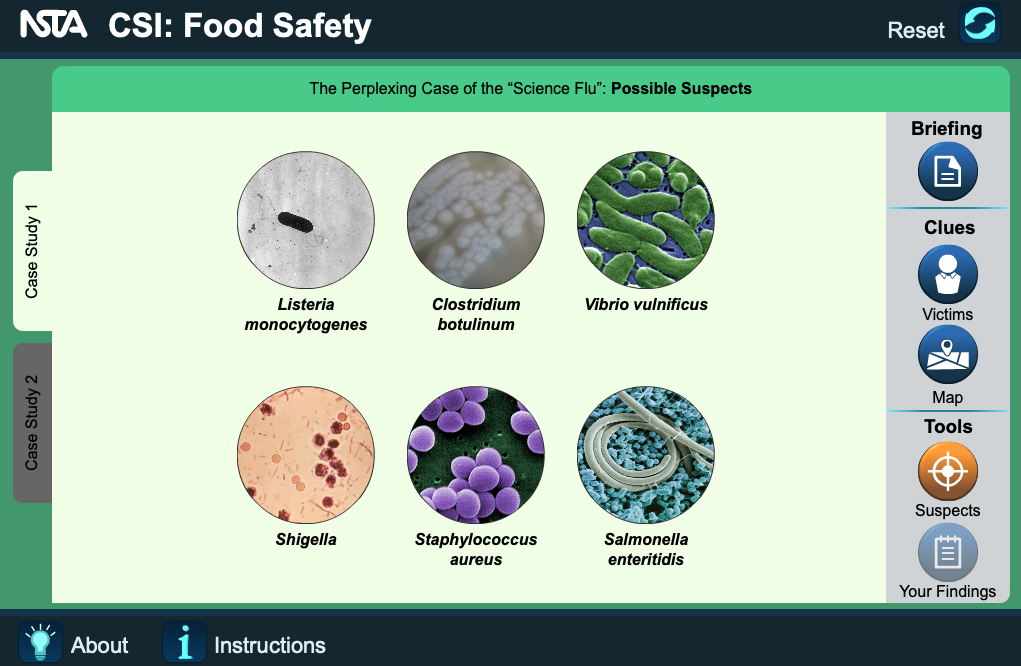 NSTA CSI: Food Safety
Reset
The Perplexing Case of the “Science Flu”: Possible Suspects
Case Study 1
Case Study 2
Listeria
monocytogenes
Clostridium
botulinum
Vibrio vulnificus
Shigella
Staphylococcus
aureus
Salmonella
enteritidis
Briefing
Clues
Victims
Map
Tools
Suspects
Your Findings
About
Instructions